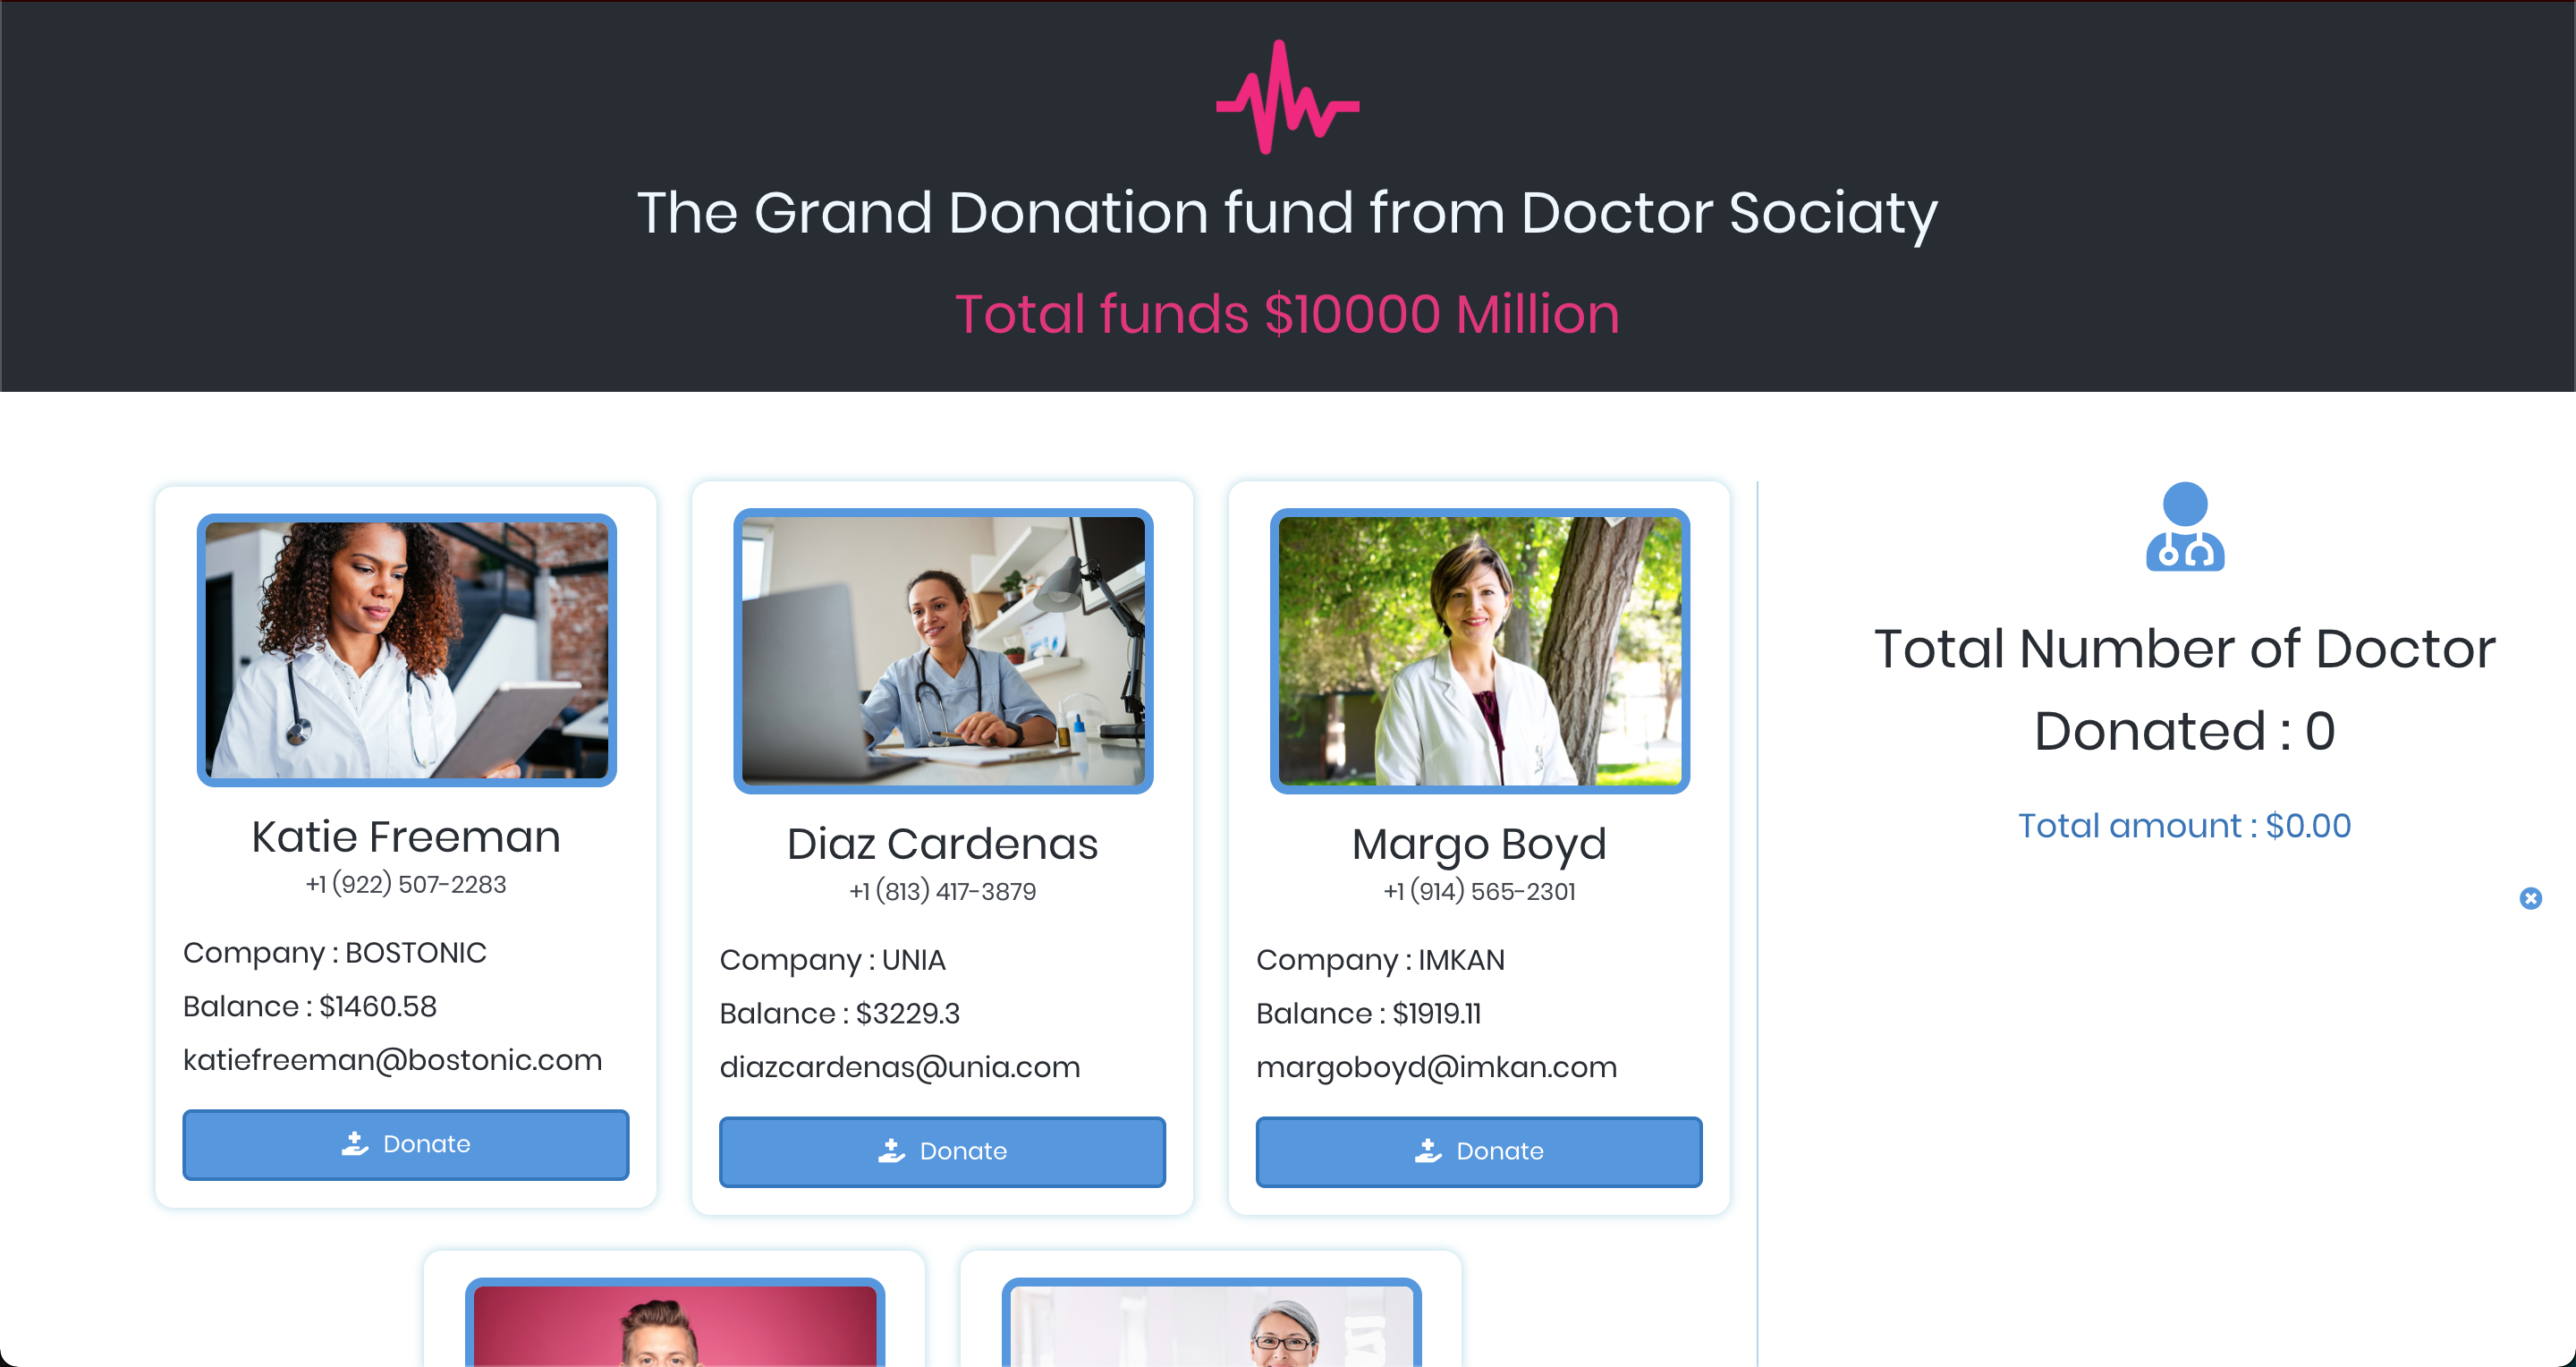 The Grand Donation fund from Doctor Sociaty
Total funds $10000 Million
Katie Freeman
+1 (922) 507-2283
Company : BOSTONIC
Balance : $1460.58
katiefreeman@bostonic.com
Donate
Diaz Cardenas
+1 (813) 417-3879
Company : UNIA
Balance : $3229.3
diazcardenas@unia.com
Donate
Margo Boyd
+1 (914) 565-2301
Company : IMKAN
Balance : $1919.11
margoboyd@imkan.com
Donate
Total Number of Doctor
Donated : 0
Total amount : $0.00